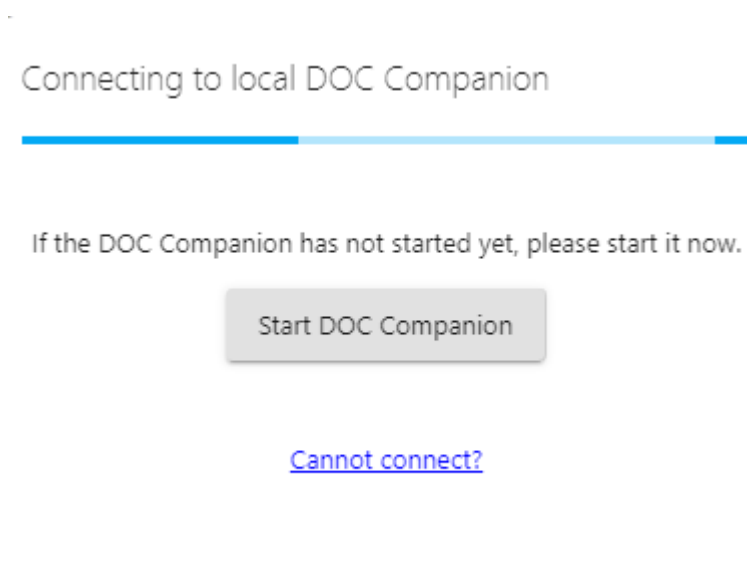 Connecting to local DOC Companion
If the DOC Companion has not started yet, please start it now.
Start DOC Companion
Cannot connect?